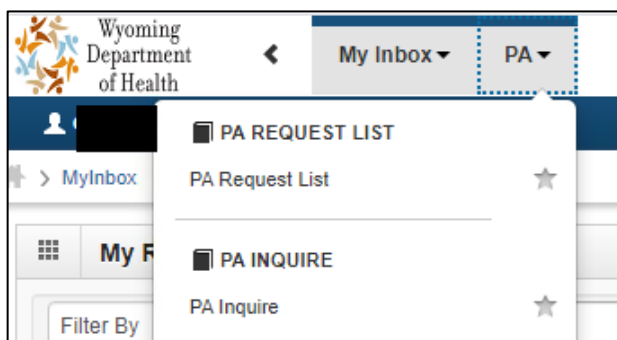 Wyoming
Department
of Health
My Inbox
PA
PA REQUEST LIST
MyInbox
PA Request List
My
PA INQUIRE
PA Inquire
Filter By